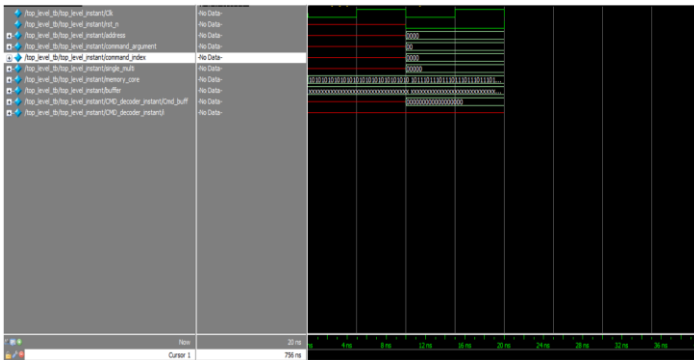 /top_level_tb/top_level_instant/Clk -No Data-
/top_level_tb/top_level_instant/rst_n -No Data-
/top_level_tb/top_level_instant/address -No Data- 0000
/top_level_tb/top_level_instant/command_argument -No Data- 00
/top_level_tb/top_level_instant/command_index -No Data- 0000
/top_level_tb/top_level_instant/single_multi -No Data- 00000
/top_level_tb/top_level_instant/memory_core -No Data-
/top_level_tb/top_level_instant/buffer -No Data-
/top_level_tb/top_level_instant/CMD_decoder_instant/Cmd_buff -No Data-
/top_level_tb/top_level_instant/CMD_decoder_instant/i -No Data-
Now 20 ns 4 ns 8 ns 12 ns 16 ns 20 ns 24 ns 28 ns 32 ns 36 ns
Cursor 1 756 ns